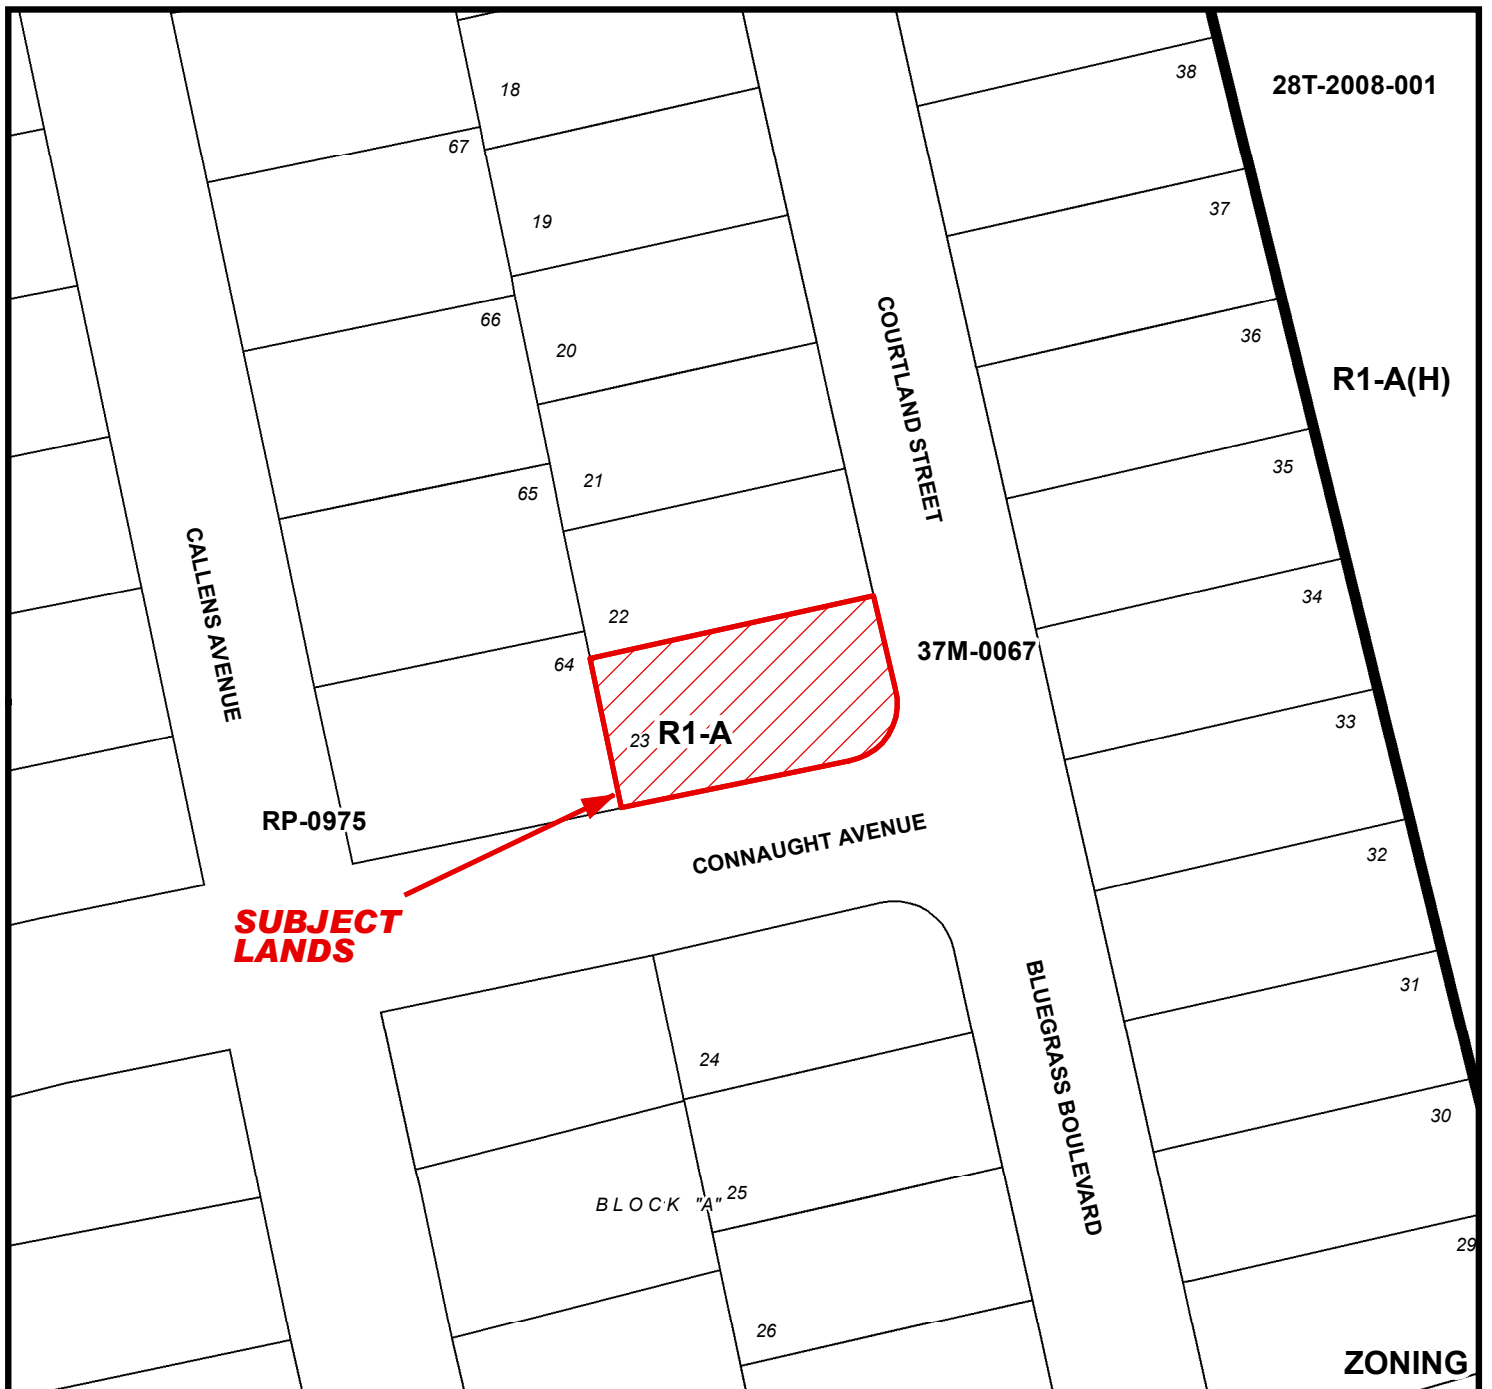 38
28T-2008-001
18
67
37
19
66
20
36
COURTLAND STREET
R1-A(H)
35
21
65
CALLENS AVENUE
34
22
37M-0067
64
33
23
R1-A
RP-0975
CONNAUGHT AVENUE
32
SUBJECT
LANDS
31
BLUEGRASS BOULEVARD
24
30
25
BLOCK "A"
29
26
ZONING